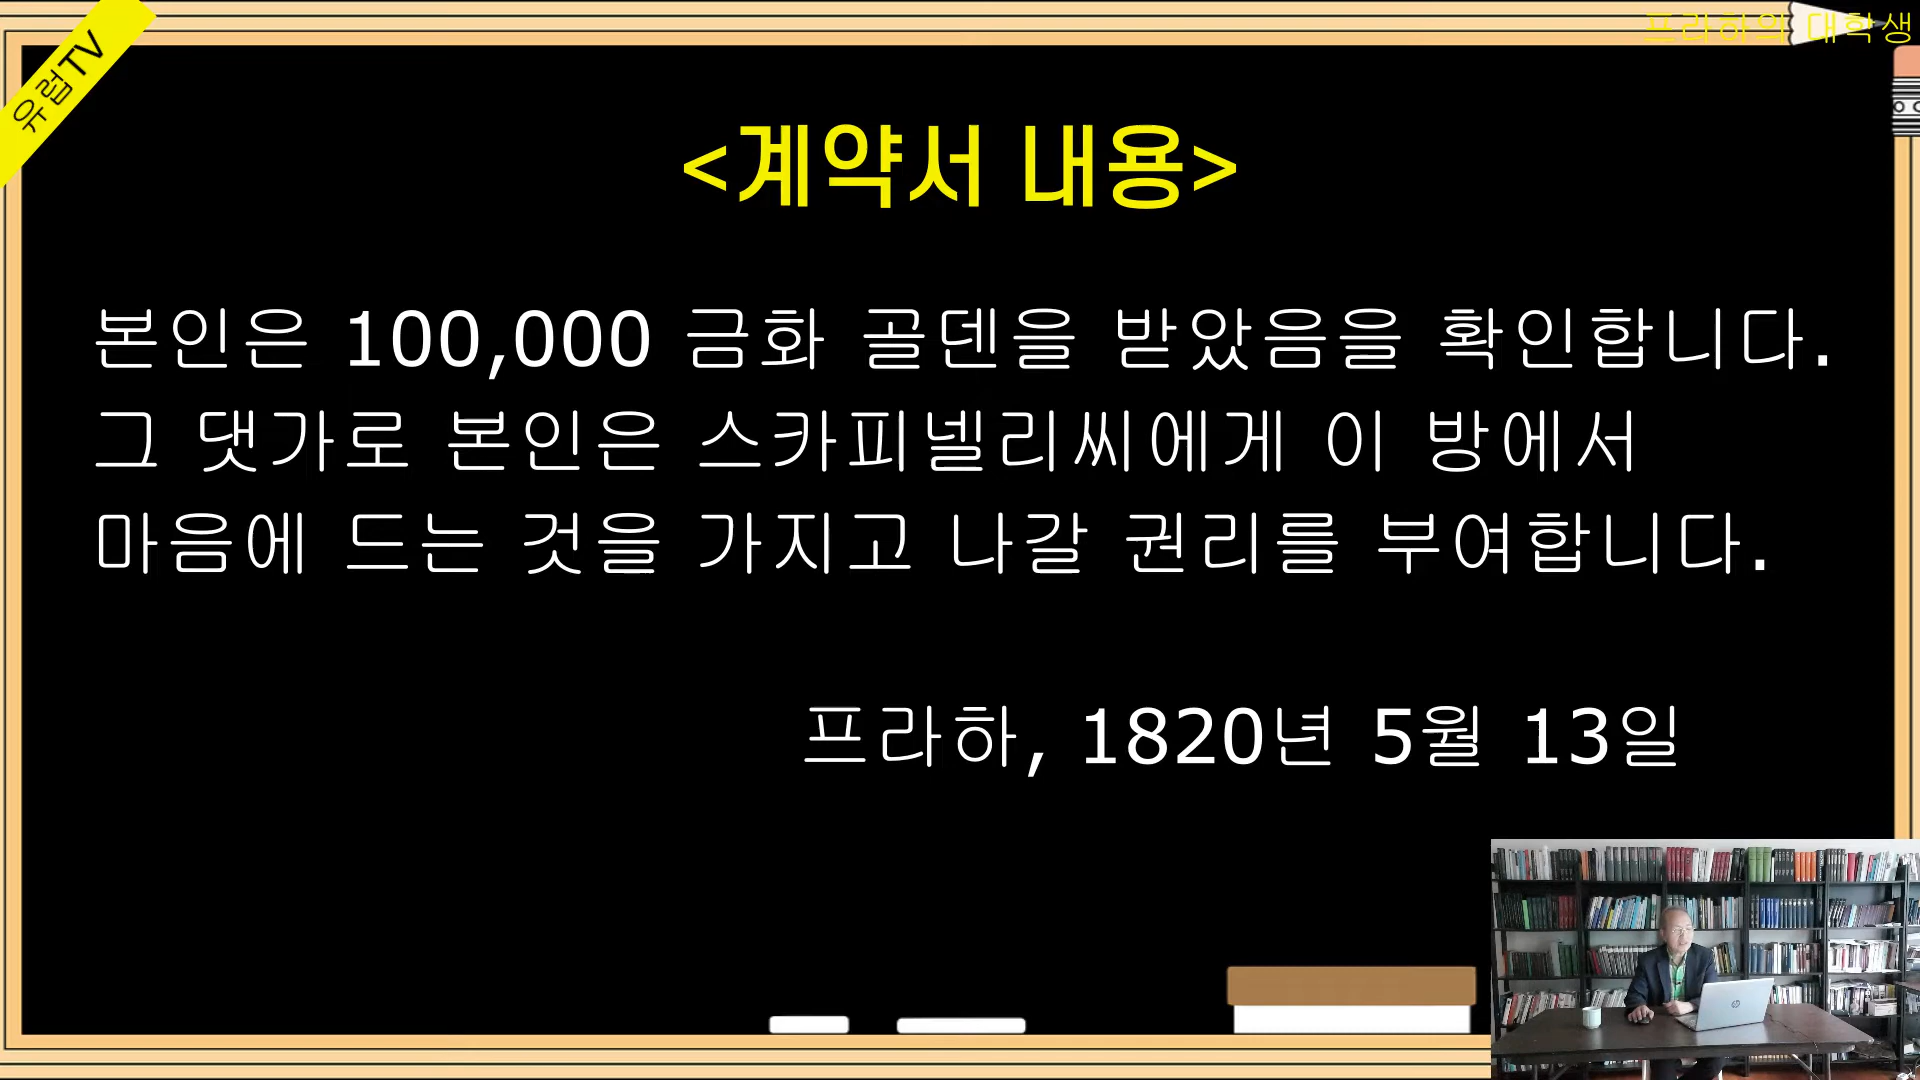 유럽TV
프라하의 대학생
<계약서 내용>
본인은 100,000 금화 골덴을 받았음을 확인합니다.
그 댓가로 본인은 스카피넬리씨에게 이 방에서
마음에 드는 것을 가지고 나갈 권리를 부여합니다.
프라하, 1820년 5월 13일